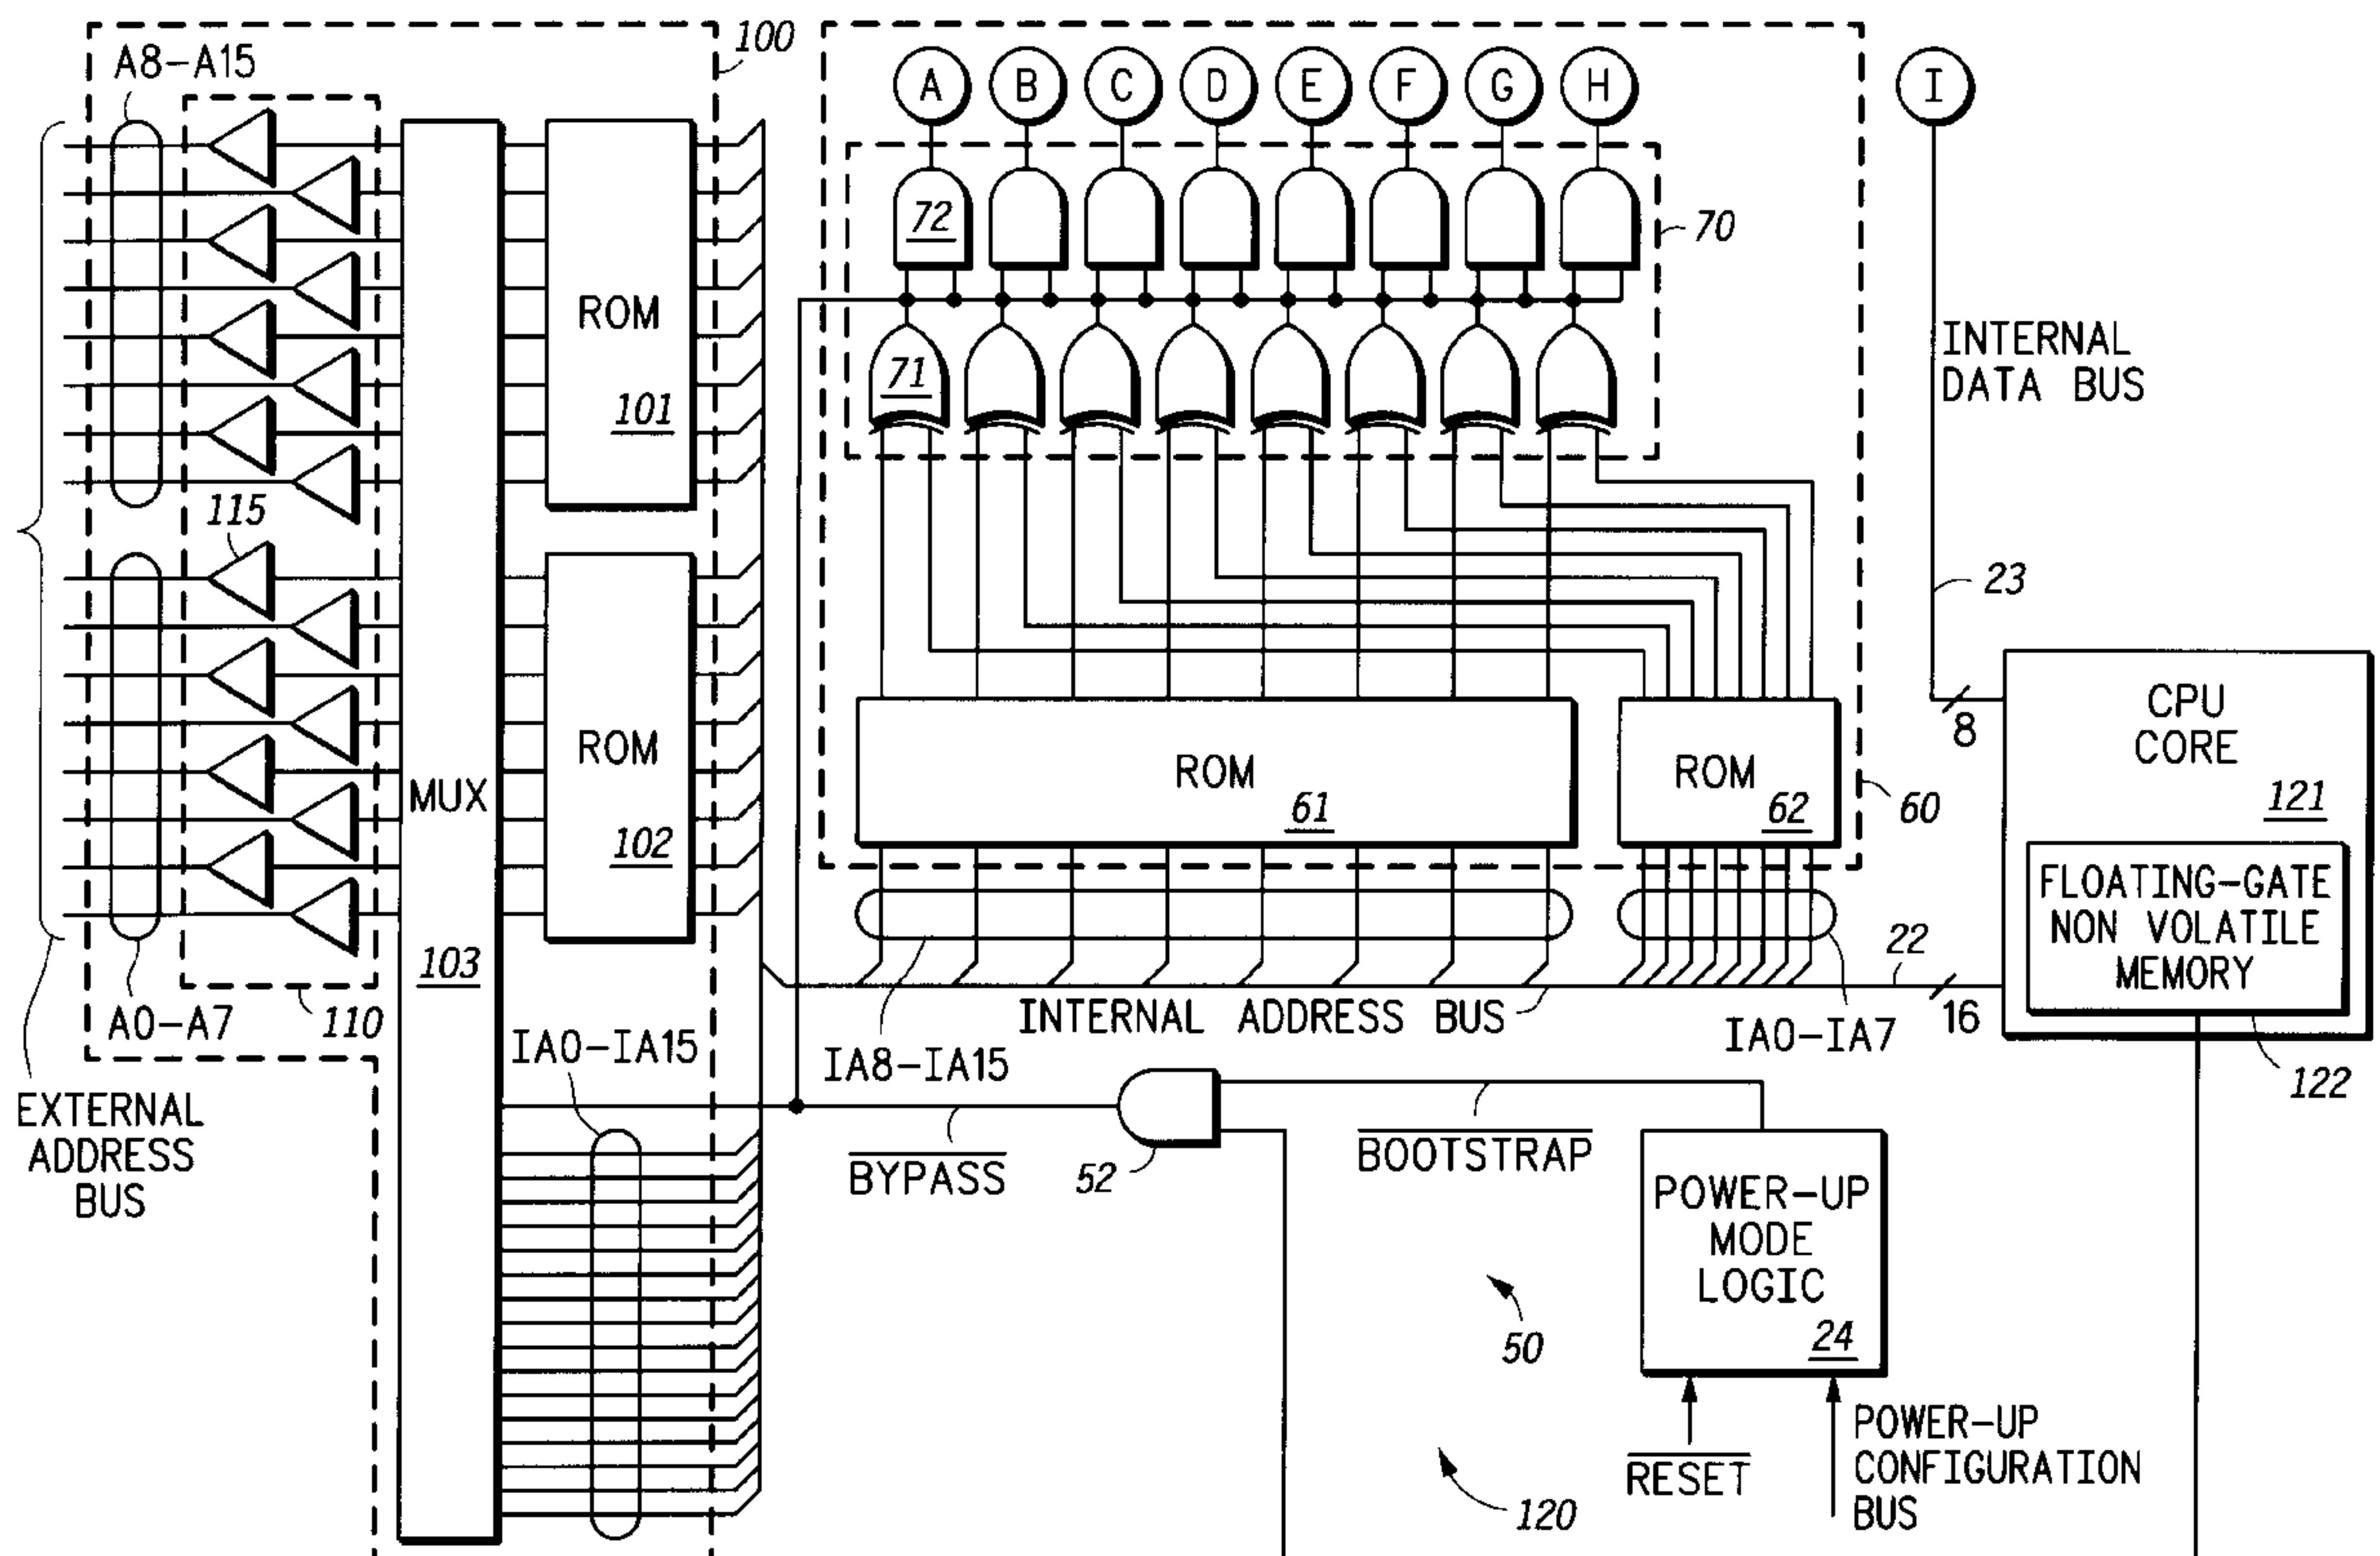 A8-A15
100
A
B
C
D
E
F
G
H
I
72
70
ROM
101
71
INTERNAL
DATA BUS
115
23
ROM
102
MUX
103
ROM
61
ROM
62
60
8
CPU
CORE
121
FLOATING-GATE
NON VOLATILE
MEMORY
122
22
16
INTERNAL ADDRESS BUS
IA0-IA7
IA8-IA15
A0-A7
110
IA0-IA15
EXTERNAL
ADDRESS
BUS
BYPASS
52
BOOTSTRAP
POWER-UP
MODE
LOGIC
24
50
120
RESET
POWER-UP
CONFIGURATION
BUS